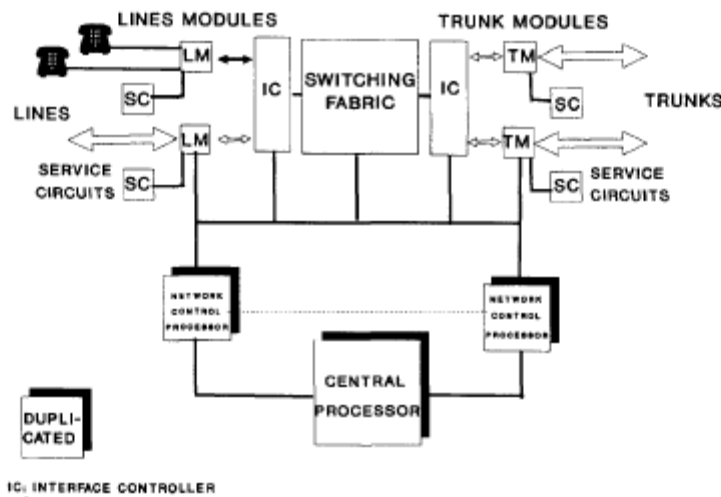 LINES MODULES
TRUNK MODULES
LM
IC
SWITCHING
FABRIC
IC
TM
SC
SC
LINES
TRUNKS
LM
TM
SERVICE
CIRCUITS
SC
SC
SERVICE
CIRCUITS
NETWORK
CONTROL
PROCESSOR
NETWORK
CONTROL
PROCESSOR
CENTRAL
PROCESSOR
DUPLI-
CATED
IC: INTERFACE CONTROLLER